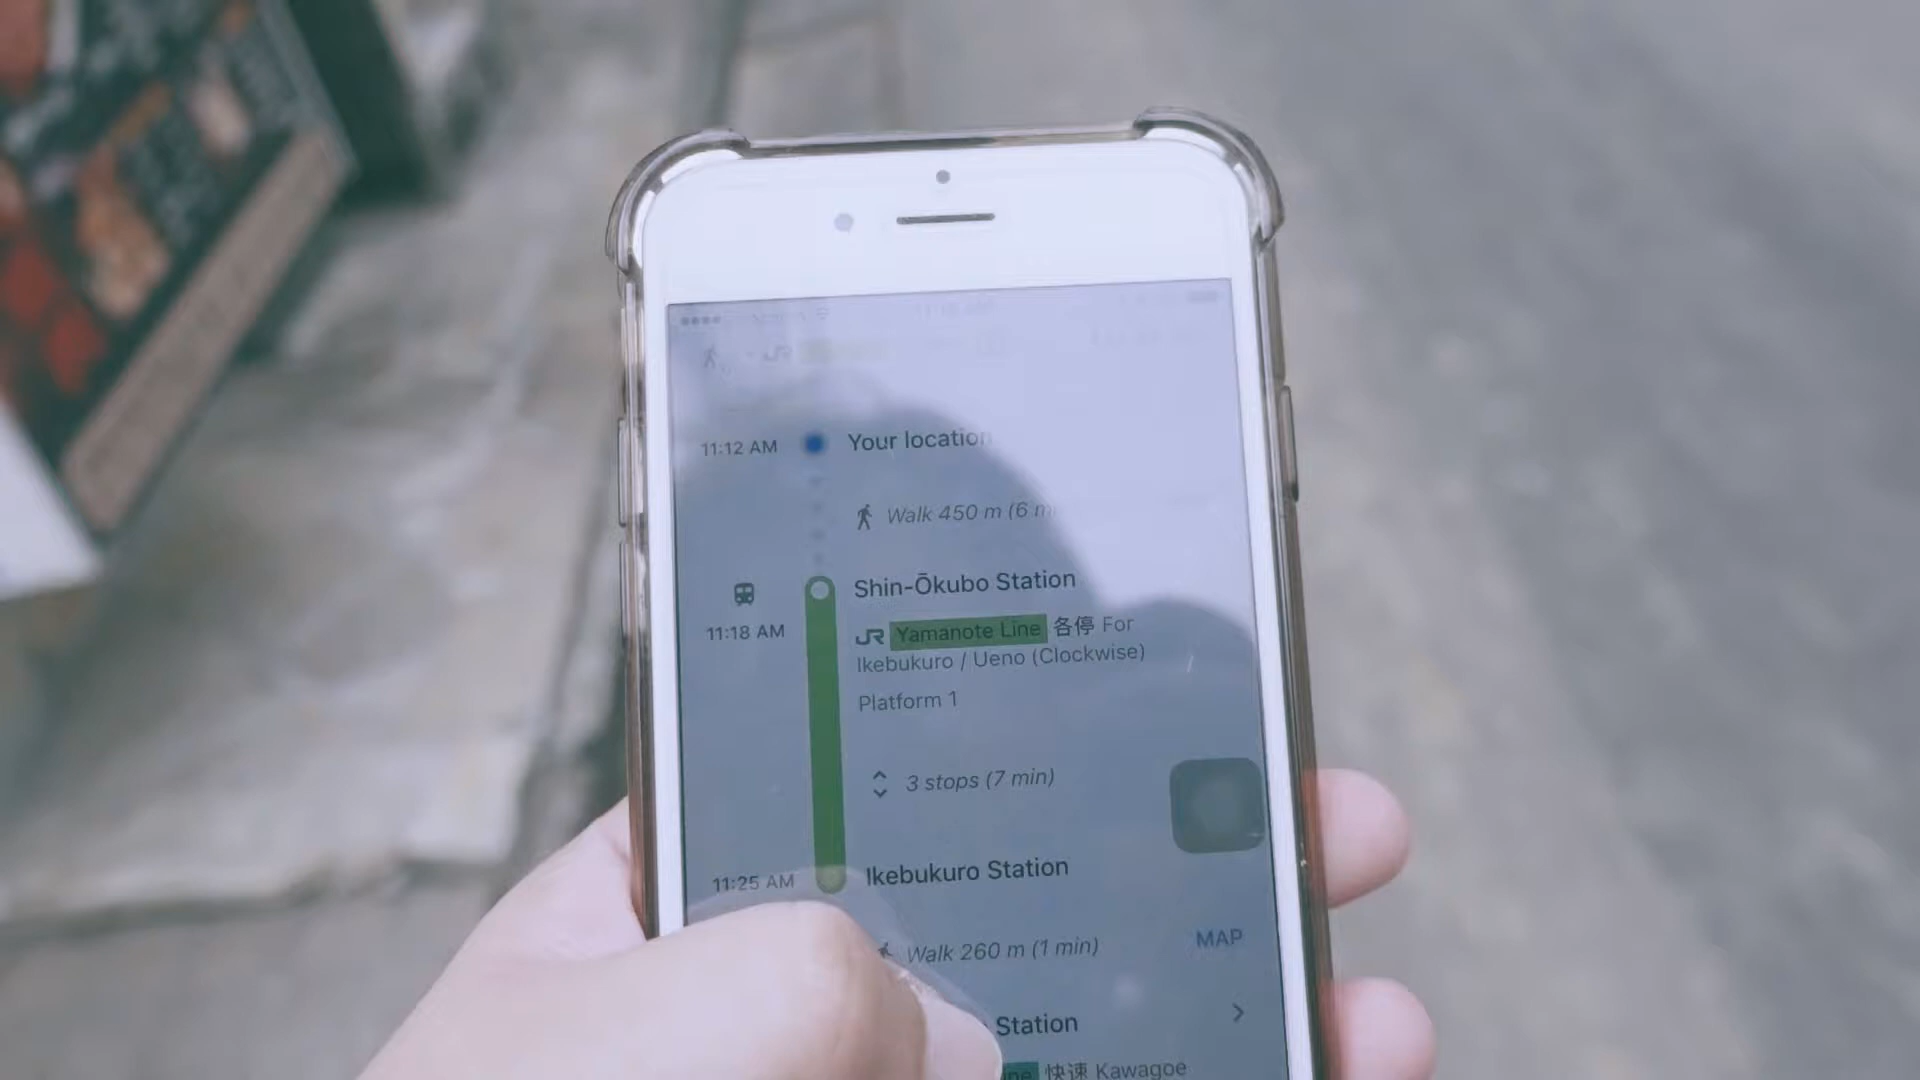 11:12 AM
Your location
Walk 450 m (6
Shin-Ōkubo Station
11:18 AM
JR Yamanote Line 各停 For
Ikebukuro / Ueno (Clockwise)
Platform 1
3 stops (7 min)
11:25 AM
Ikebukuro Station
Walk 260 m (1 min)
MAP
Station
快速 Kawagoe